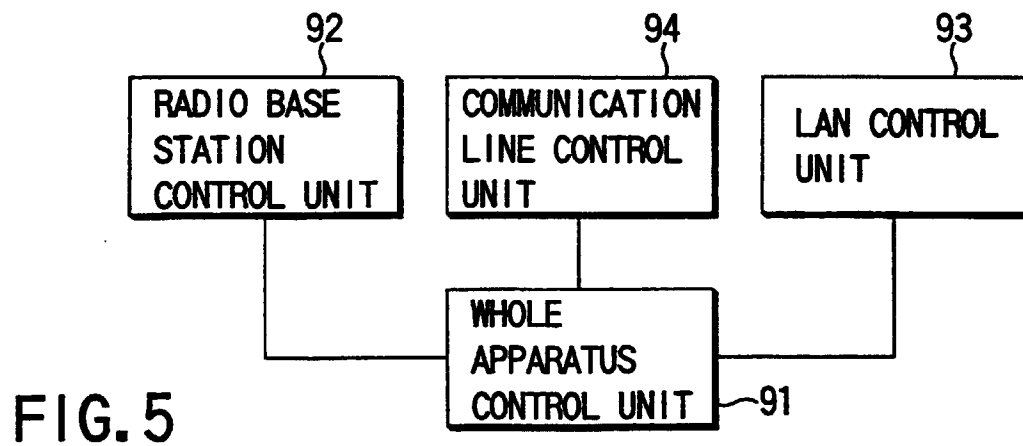 92
94
93
RADIO BASE
STATION
CONTROL UNIT
COMMUNICATION
LINE CONTROL
UNIT
LAN CONTROL
UNIT
WHOLE
APPARATUS
CONTROL UNIT
91
FIG. 5